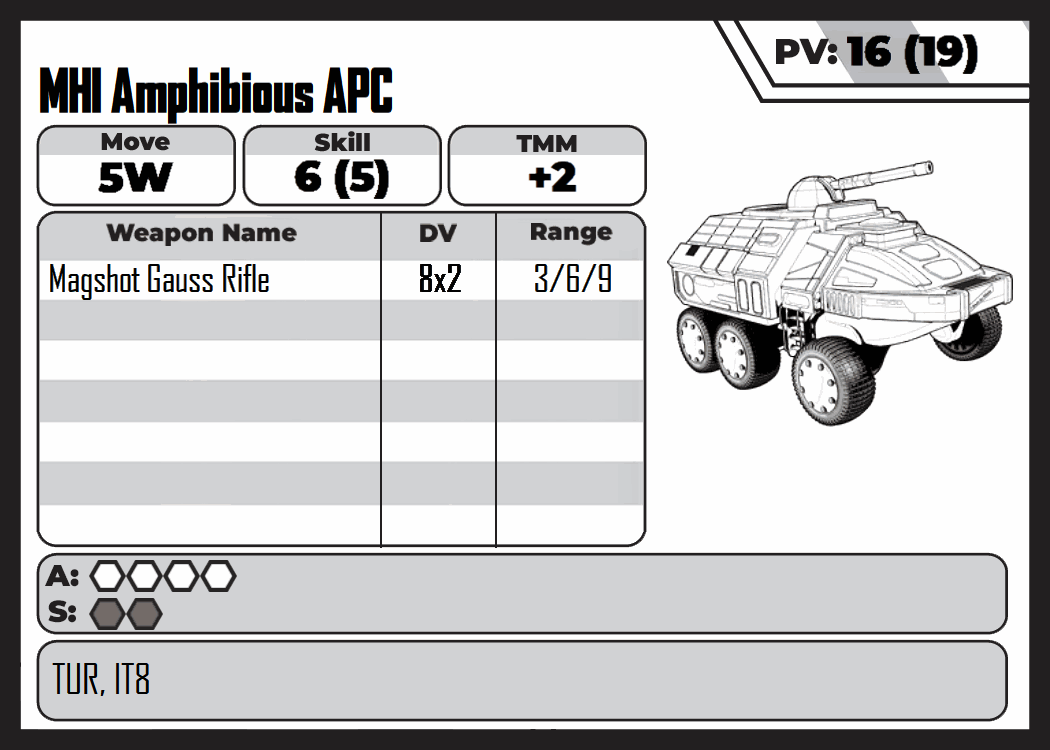 PV: 16 (19)
MHI Amphibious APC
Move Skill TMM
5W 6 (5) +2
Weapon Name DV Range
Magshot Gauss Rifle 8x2 3/6/9
A:
S:
TUR, IT8